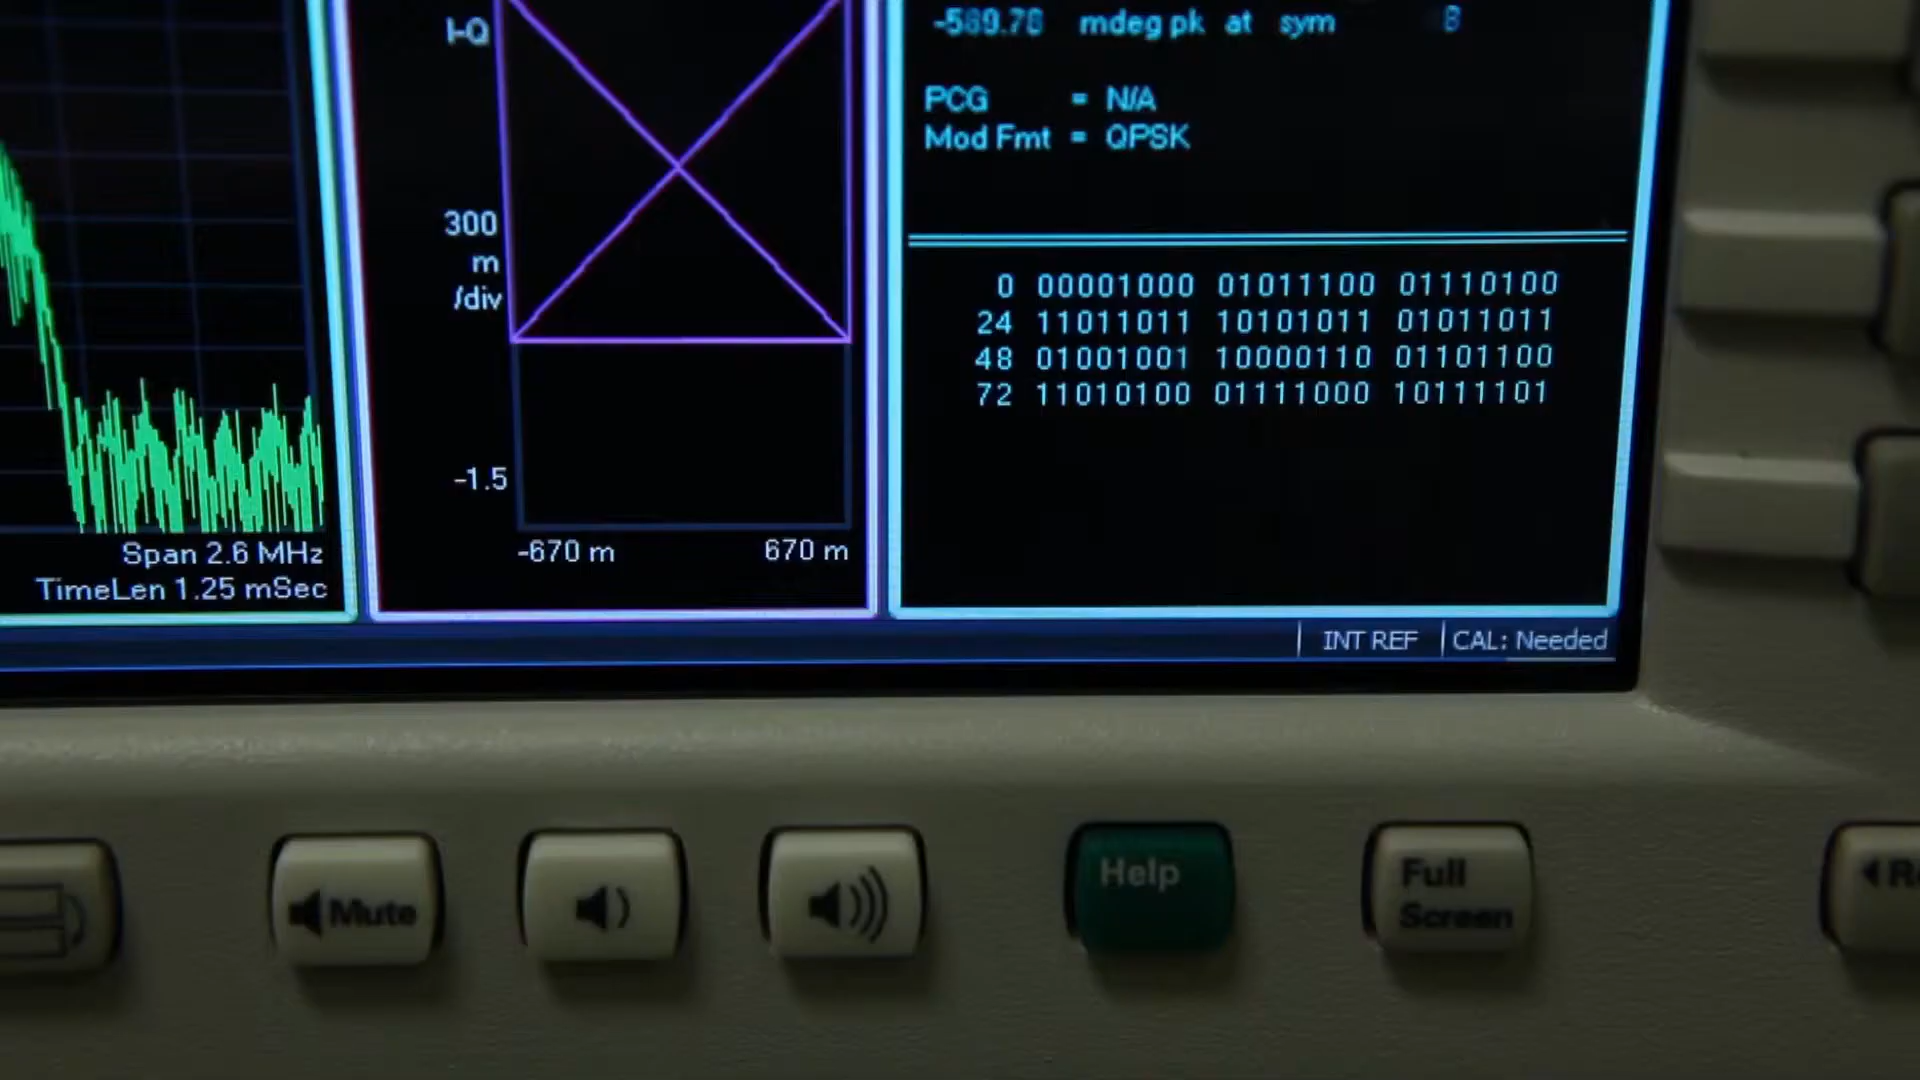 I-Q
300
m
/div
-1.5
-670 m 670 m
Span 2.6 MHz
TimeLen 1.25 mSec
-589.78 mdeg pk at sym 8
PCG = N/A
Mod Fmt = QPSK
0 00001000 01011100 01110100
24 11011011 10101011 01011011
48 01001001 10000110 01101100
72 11010100 01111000 10111101
INT REF CAL: Needed
Mute
Help
Full
Screen